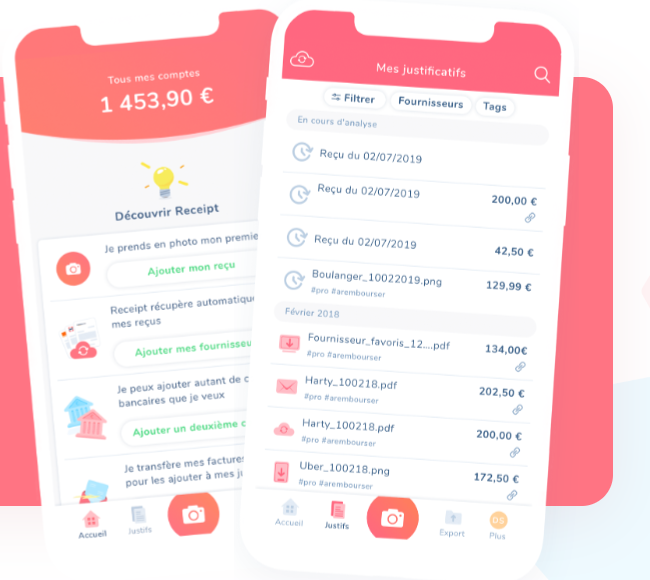 Tous mes comptes
1 453,90 €
Découvrir Receipt
Je prends en photo mon premie
Ajouter mon reçu
Receipt récupère automatiqu
mes reçus
Ajouter mes fournisseu
Je peux ajouter autant de c
bancaires que je veux
Ajouter un deuxième c
Je transfère mes factures
pour les ajouter à mes ju
Accueil
Justifs
Mes justificatifs
Filtrer
Fournisseurs
Tags
En cours d'analyse
Reçu du 02/07/2019
Reçu du 02/07/2019
200,00 €
Reçu du 02/07/2019
42,50 €
Boulanger_10022019.png
129,99 €
#pro #arembourser
Février 2018
Fournisseur_favoris_12....pdf
134,00€
#pro #arembourser
Harty_100218.pdf
202,50 €
#pro #arembourser
Harty_100218.pdf
200,00 €
#pro #arembourser
Uber_100218.png
172,50 €
#pro #arembourser
Accueil
Justifs
Export
DS
Plus